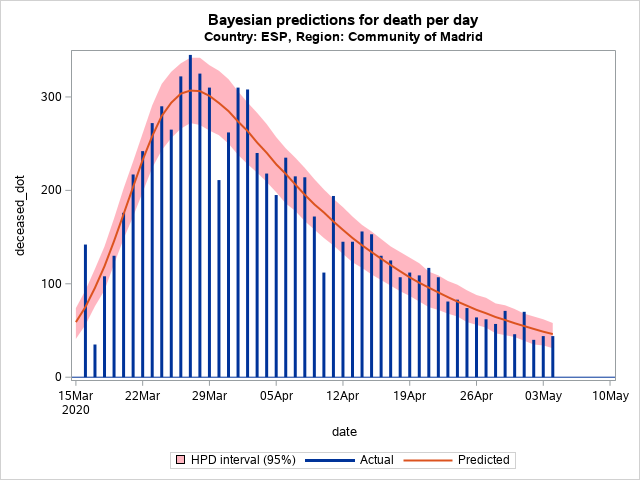 Bayesian predictions for death per day
Country: ESP, Region: Community of Madrid
deceased_dot
300
200
100
0
15Mar 22Mar 29Mar 05Apr 12Apr 19Apr 26Apr 03May 10May
2020
date
HPD interval (95%) Actual Predicted